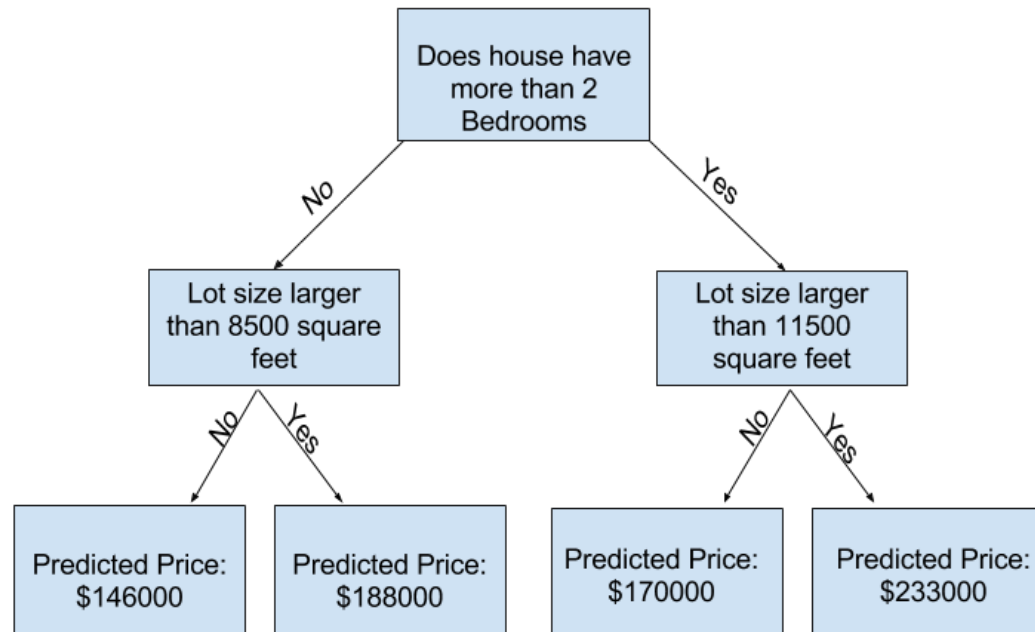 Does house have
more than 2
Bedrooms
No
Yes
Lot size larger
than 8500 square
feet
Lot size larger
than 11500
square feet
No
Yes
No
Yes
Predicted Price:
$146000
Predicted Price:
$188000
Predicted Price:
$170000
Predicted Price:
$233000